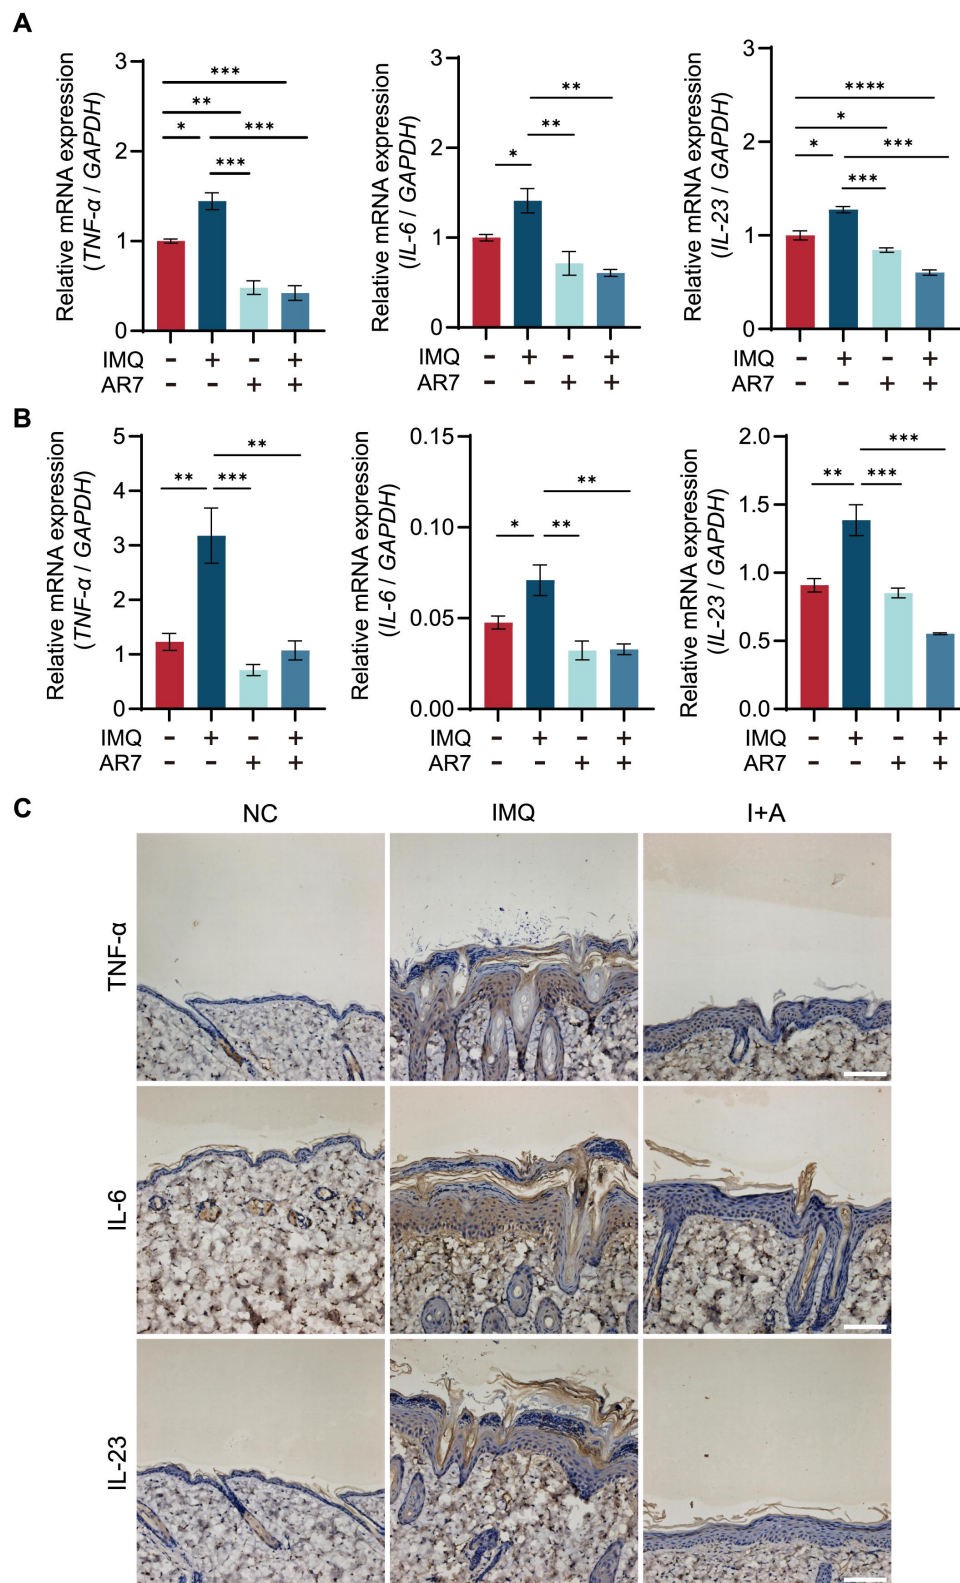 A
Relative mRNA expression
(TNF-α / GAPDH)
3
2
1
0
***
**
*
***
***
IMQ - + - +
AR7 - - + +
Relative mRNA expression
(IL-6 / GAPDH)
3
2
1
0
**
**
*
- + - +
- - + +
Relative mRNA expression
(IL-23 / GAPDH)
3
2
1
0
****
*
*
***
***
IMQ - + - +
AR7 - - + +
B
Relative mRNA expression
(TNF-α / GAPDH)
5
4
3
2
1
0
**
**
***
IMQ - + - +
AR7 - - + +
Relative mRNA expression
(IL-6 / GAPDH)
0.15
0.10
0.05
0.00
**
*
**
IMQ - + - +
AR7 - - + +
Relative mRNA expression
(IL-23 / GAPDH)
2.0
1.5
1.0
0.5
0.0
***
**
***
IMQ - + - +
AR7 - - + +
C
NC IMQ I+A
TNF-α
IL-6
IL-23